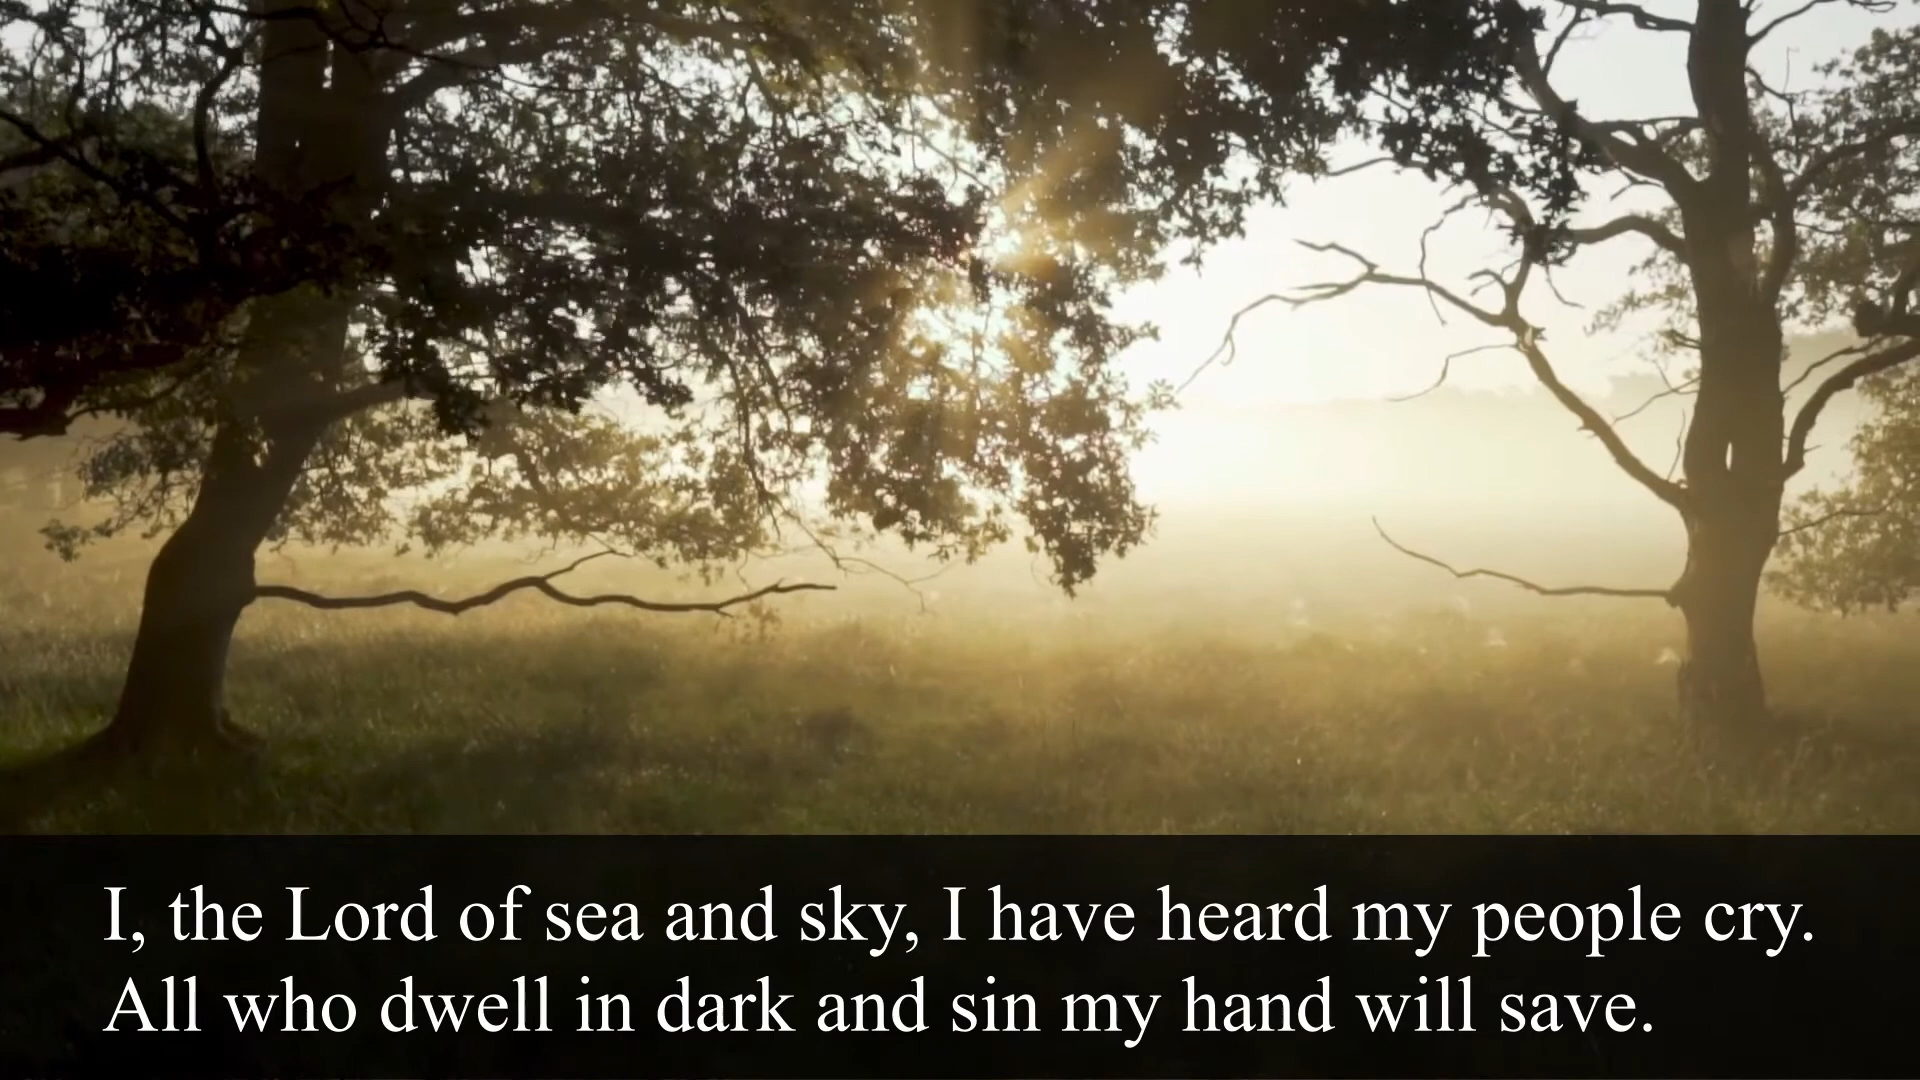 I, the Lord of sea and sky, I have heard my people cry.
All who dwell in dark and sin my hand will save.